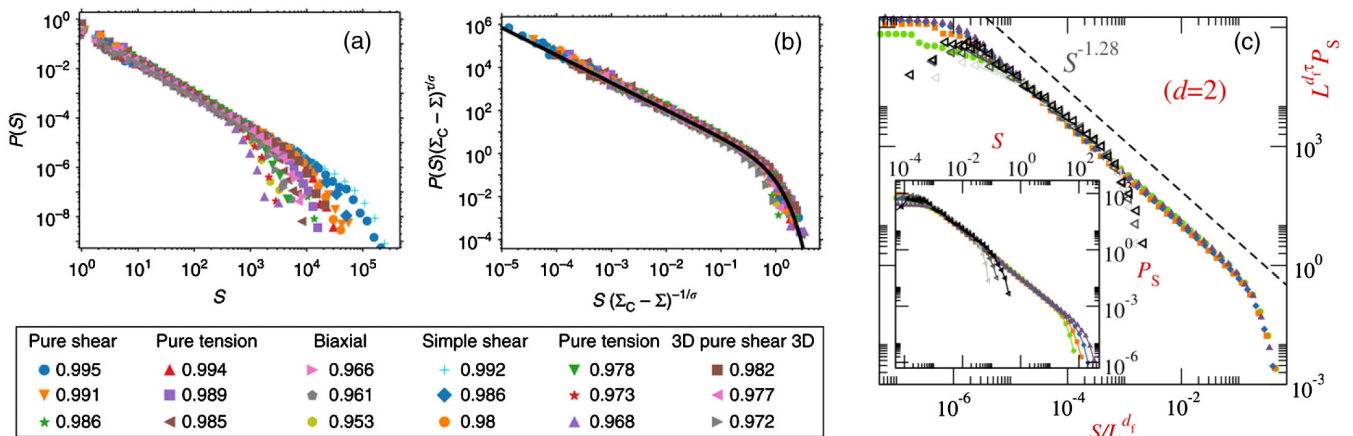 (a)
10^0
10^-2
10^-4
10^-6
10^-8
P(S)
10^0 10^1 10^2 10^3 10^4 10^5
S
(b)
10^6
10^4
10^2
10^0
10^-2
10^-4
P(S)(Σ_C − Σ)^τ/σ
10^-5 10^-4 10^-3 10^-2 10^-1 10^0
S (Σ_C − Σ)^-1/σ
Pure shear Pure tension Biaxial Simple shear Pure tension 3D pure shear 3D
0.995 0.994 0.966 0.992 0.978 0.982
0.991 0.989 0.961 0.986 0.973 0.977
0.986 0.985 0.953 0.98 0.968 0.972
(c)
S^-1.28
(d=2)
L^d_f τ P_S
10^3
10^0
10^-3
S
10^-4 10^-2 10^0 10^2
10^3
10^0
P_S
10^-3
10^-6
10^-6 10^-4 10^-2
S/L^d_f